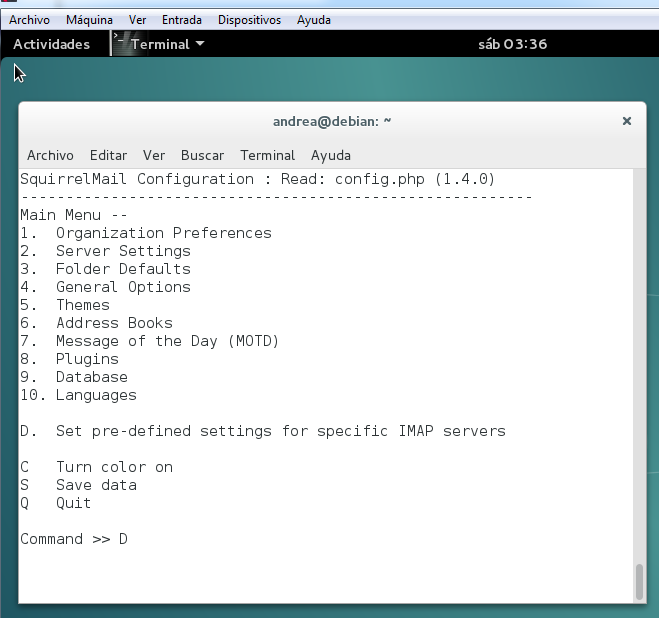 Archivo Máquina Ver Entrada Dispositivos Ayuda
Actividades >_ Terminal sáb 03:36
andrea@debian: ~ ×
Archivo Editar Ver Buscar Terminal Ayuda
SquirrelMail Configuration : Read: config.php (1.4.0)
---------------------------------------------------------
Main Menu --
1.  Organization Preferences
2.  Server Settings
3.  Folder Defaults
4.  General Options
5.  Themes
6.  Address Books
7.  Message of the Day (MOTD)
8.  Plugins
9.  Database
10. Languages
D.  Set pre-defined settings for specific IMAP servers
C   Turn color on
S   Save data
Q   Quit
Command >> D